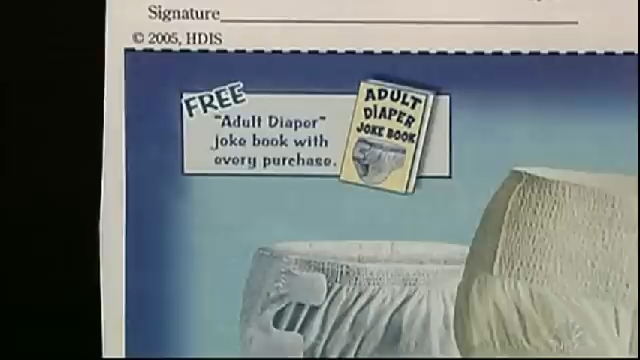 Signature
© 2005, HDIS
FREE
"Adult Diaper"
joke book with
every purchase.
ADULT
DIAPER
JOKE BOOK